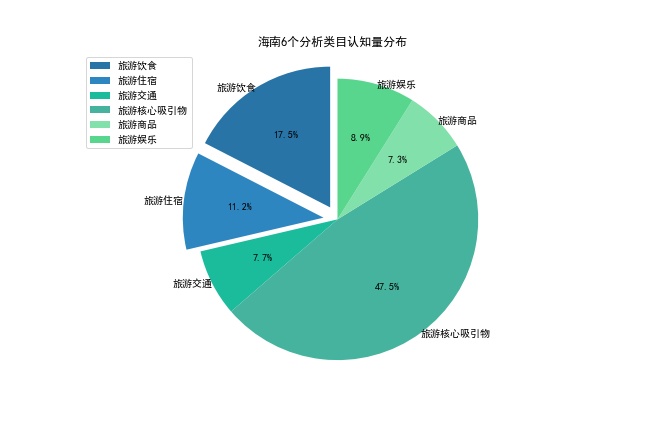 海南6个分析类目认知量分布
旅游饮食
旅游住宿
旅游交通
旅游核心吸引物
旅游商品
旅游娱乐
旅游饮食
17.5%
旅游住宿
11.2%
旅游交通
7.7%
旅游核心吸引物
47.5%
旅游商品
7.3%
旅游娱乐
8.9%